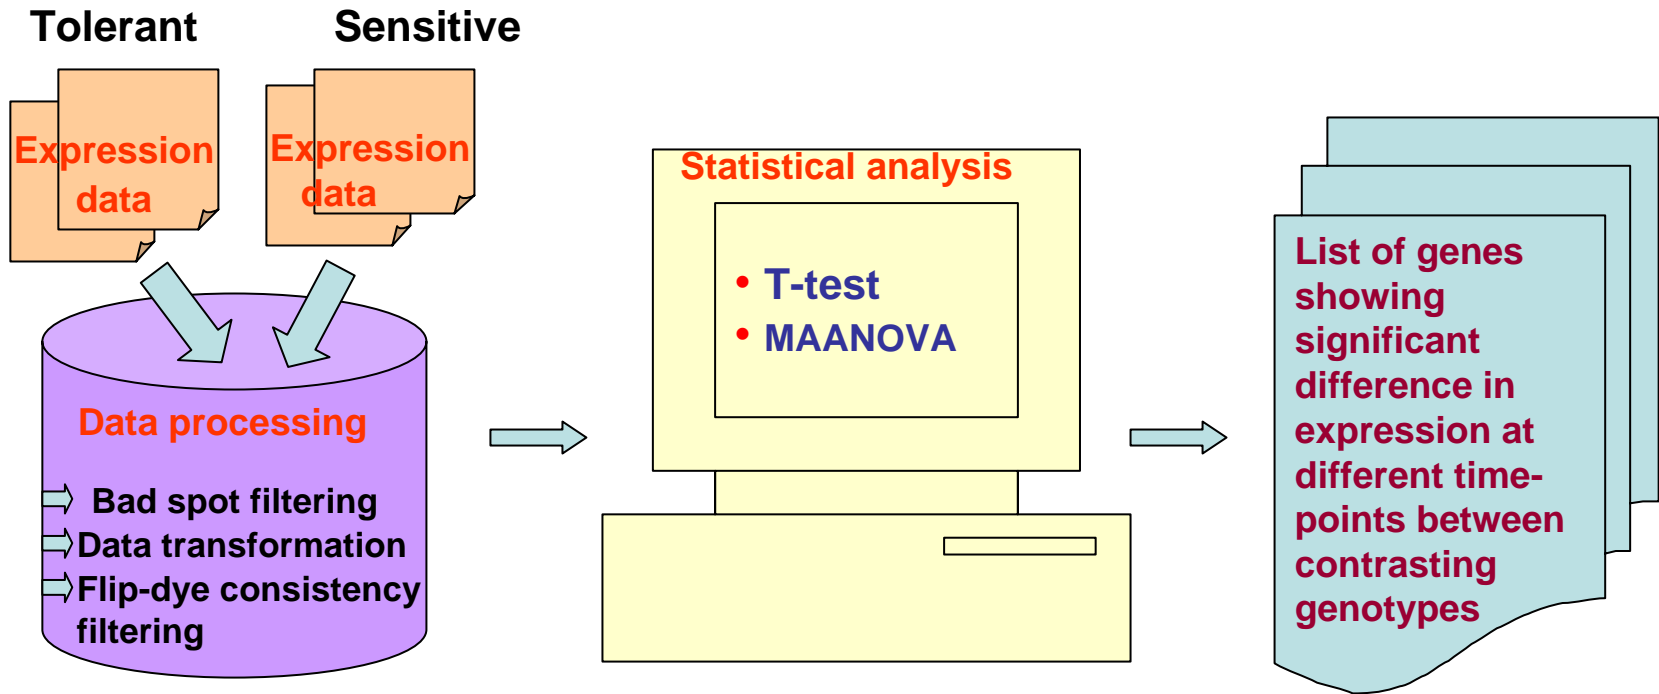 Tolerant
Sensitive
Expression
data
Expression
data
Data processing
Bad spot filtering
Data transformation
Flip-dye consistency
filtering
Statistical analysis
• T-test
• MAANOVA
List of genes
showing
significant
difference in
expression at
different time-
points between
contrasting
genotypes